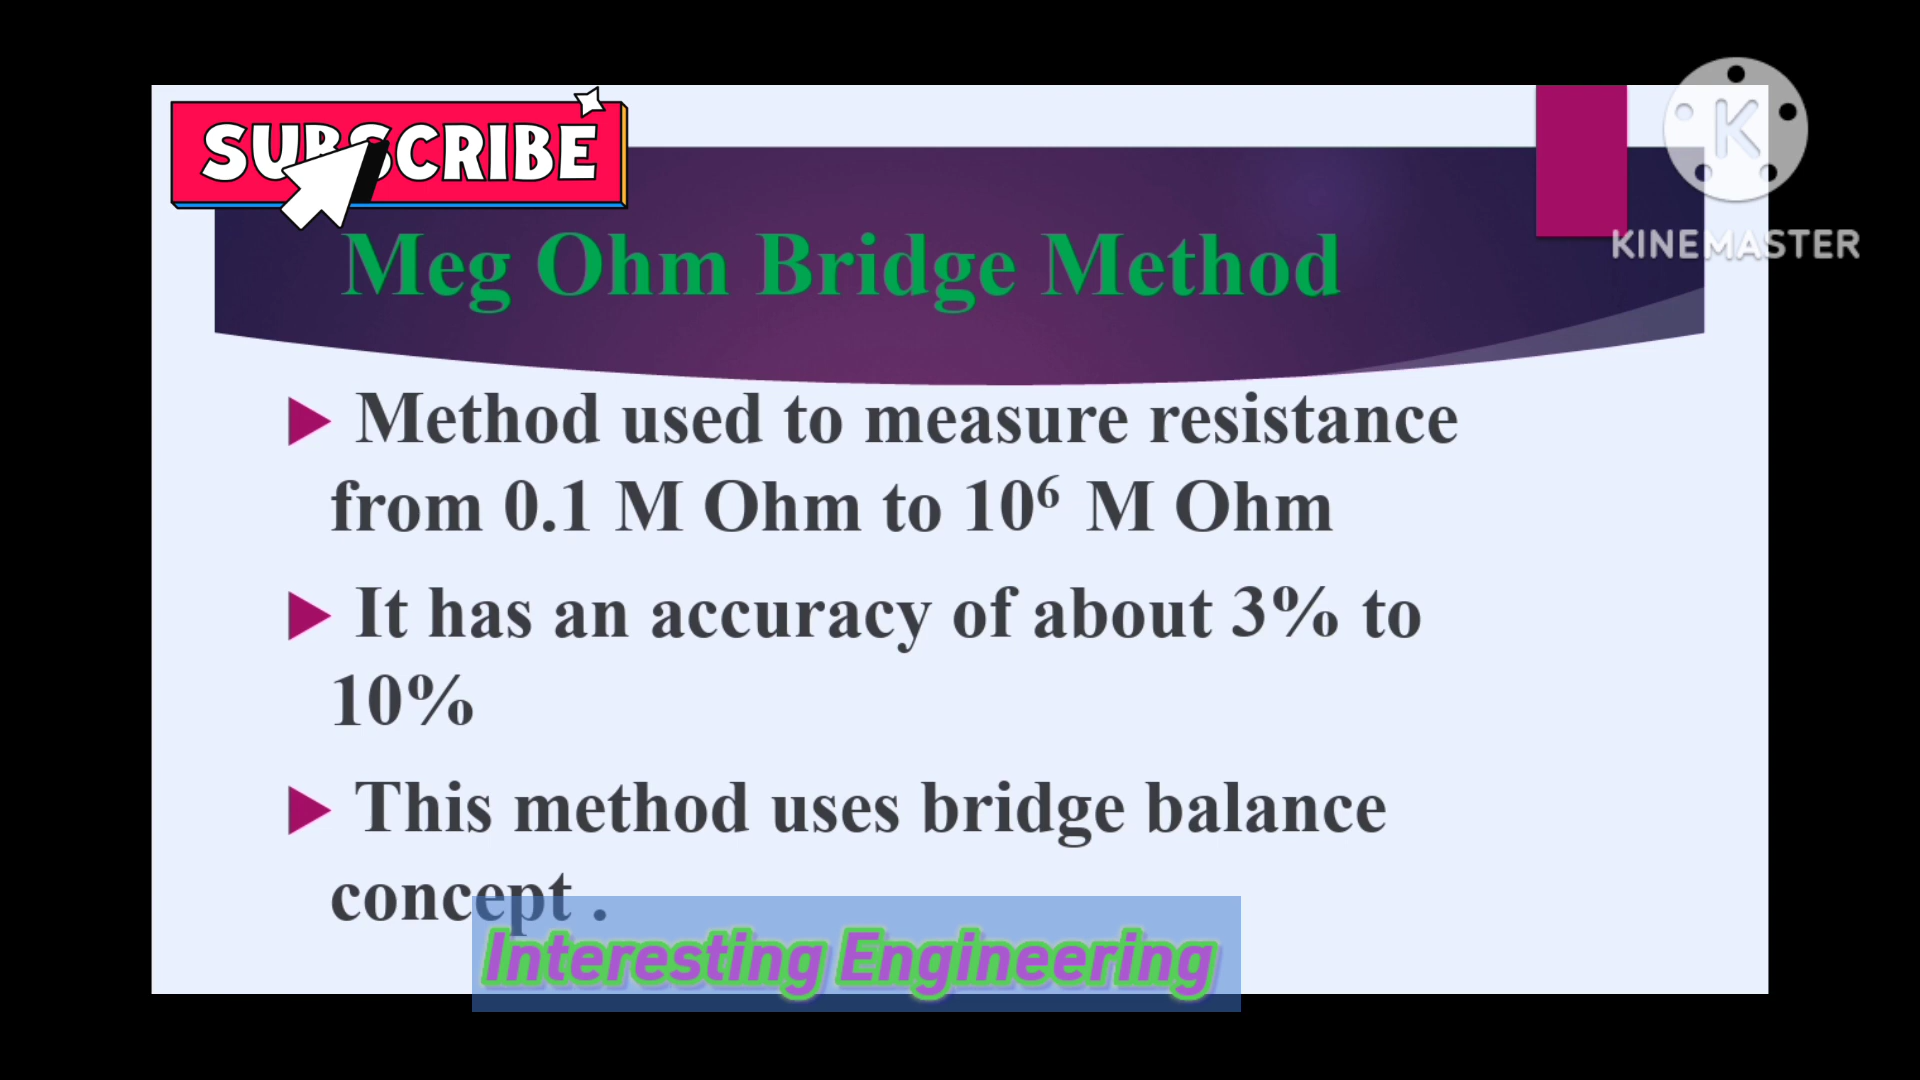 SUBSCRIBE
KINEMASTER
Meg Ohm Bridge Method
Method used to measure resistance
from 0.1 M Ohm to 10⁶ M Ohm
It has an accuracy of about 3% to
10%
This method uses bridge balance
concept .
Interesting Engineering